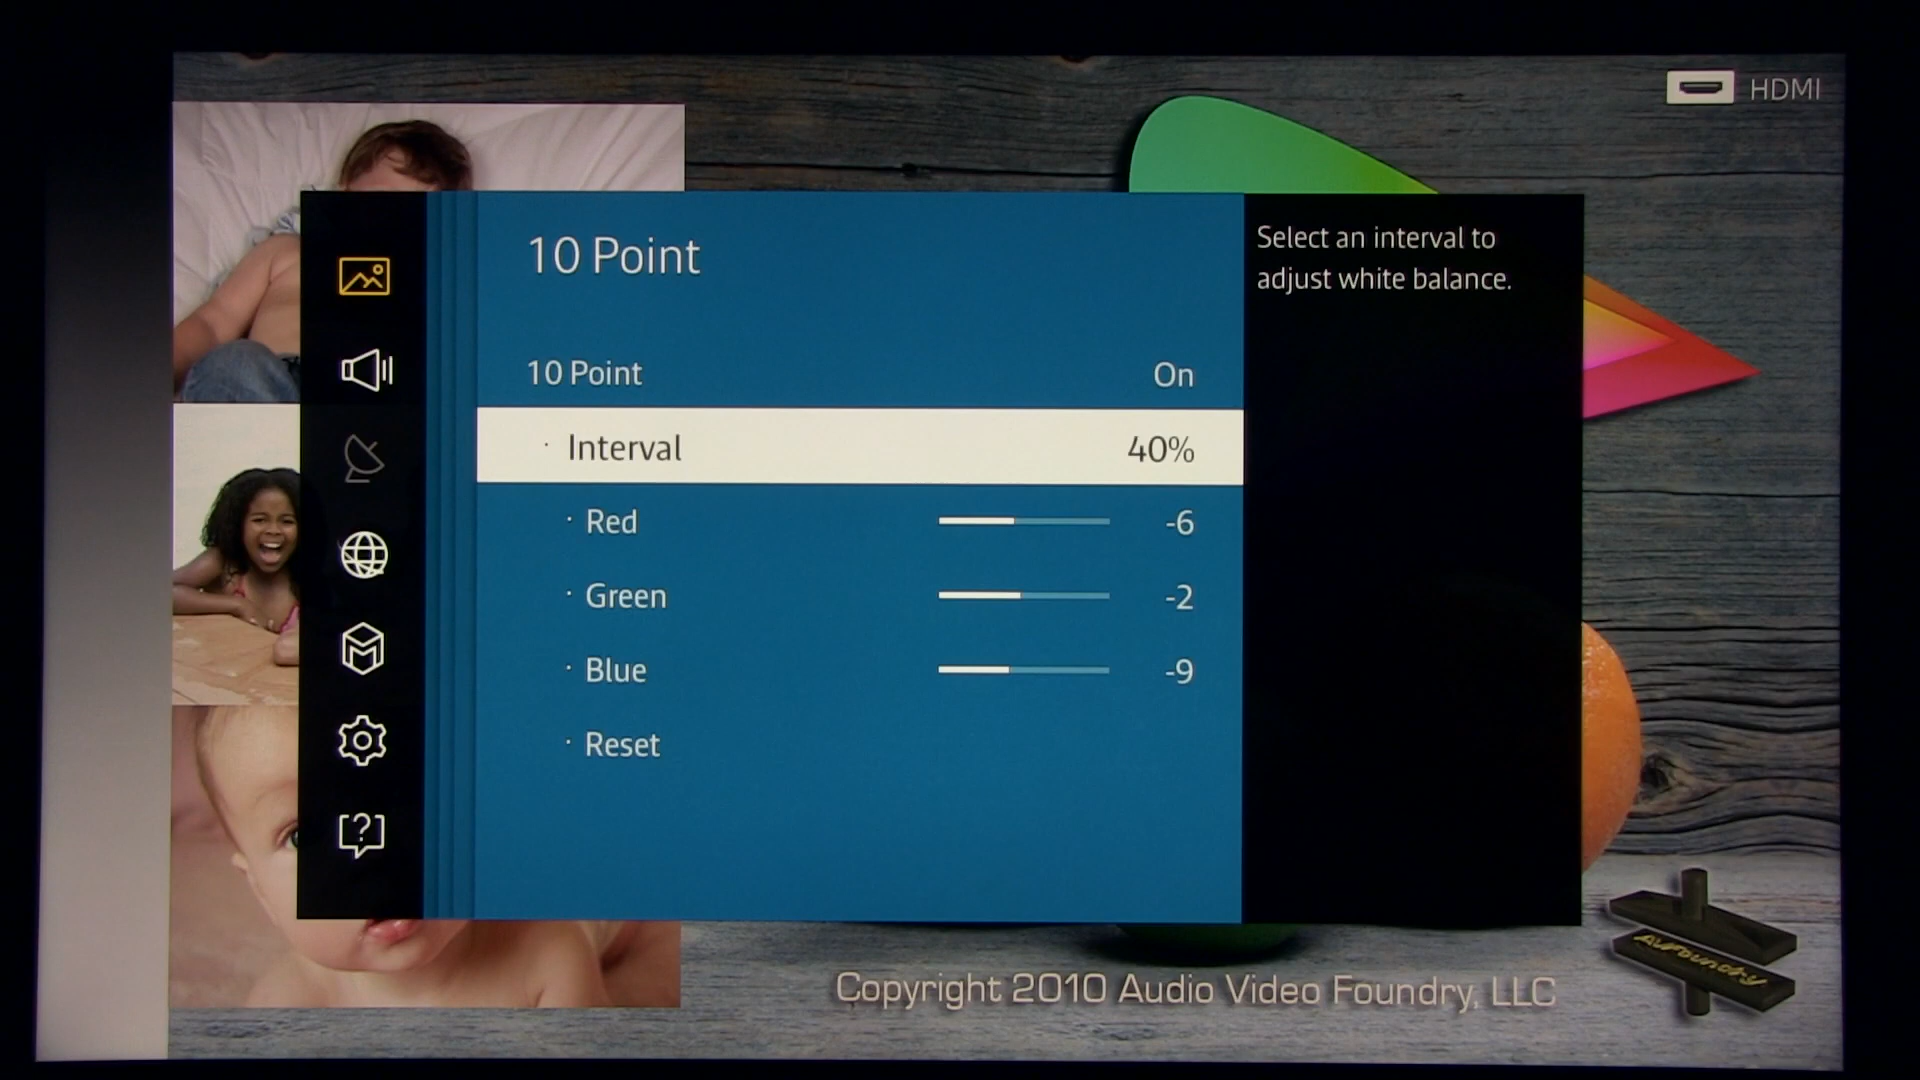 HDMI
10 Point
Select an interval to
adjust white balance.
10 Point On
· Interval 40%
· Red -6
· Green -2
· Blue -9
· Reset
Copyright 2010 Audio Video Foundry, LLC
AVFoundry